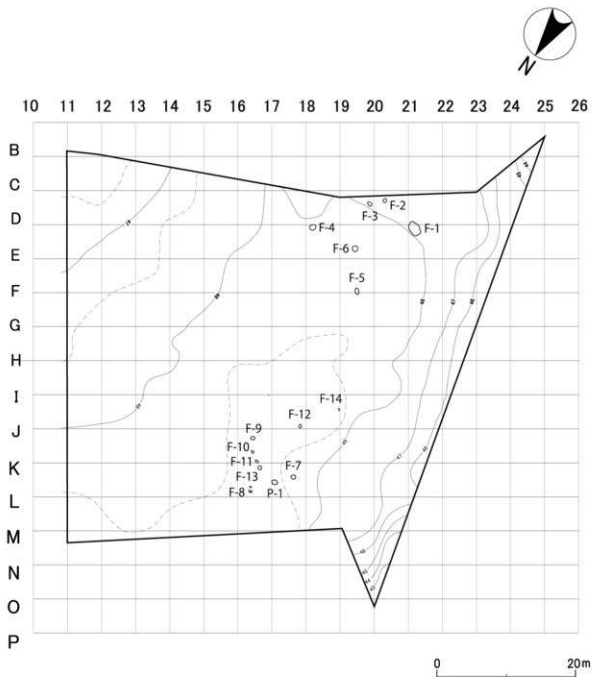 N
10 11 12 13 14 15 16 17 18 19 20 21 22 23 24 25 26
B
C
F-2
F-3
D
F-4
F-1
E
F-6
F
F-5
G
H
I
F-14
F-12
J
F-9
F-10
K
F-11
F-13
F-7
F-8
P-1
L
M
N
O
P
0 20m